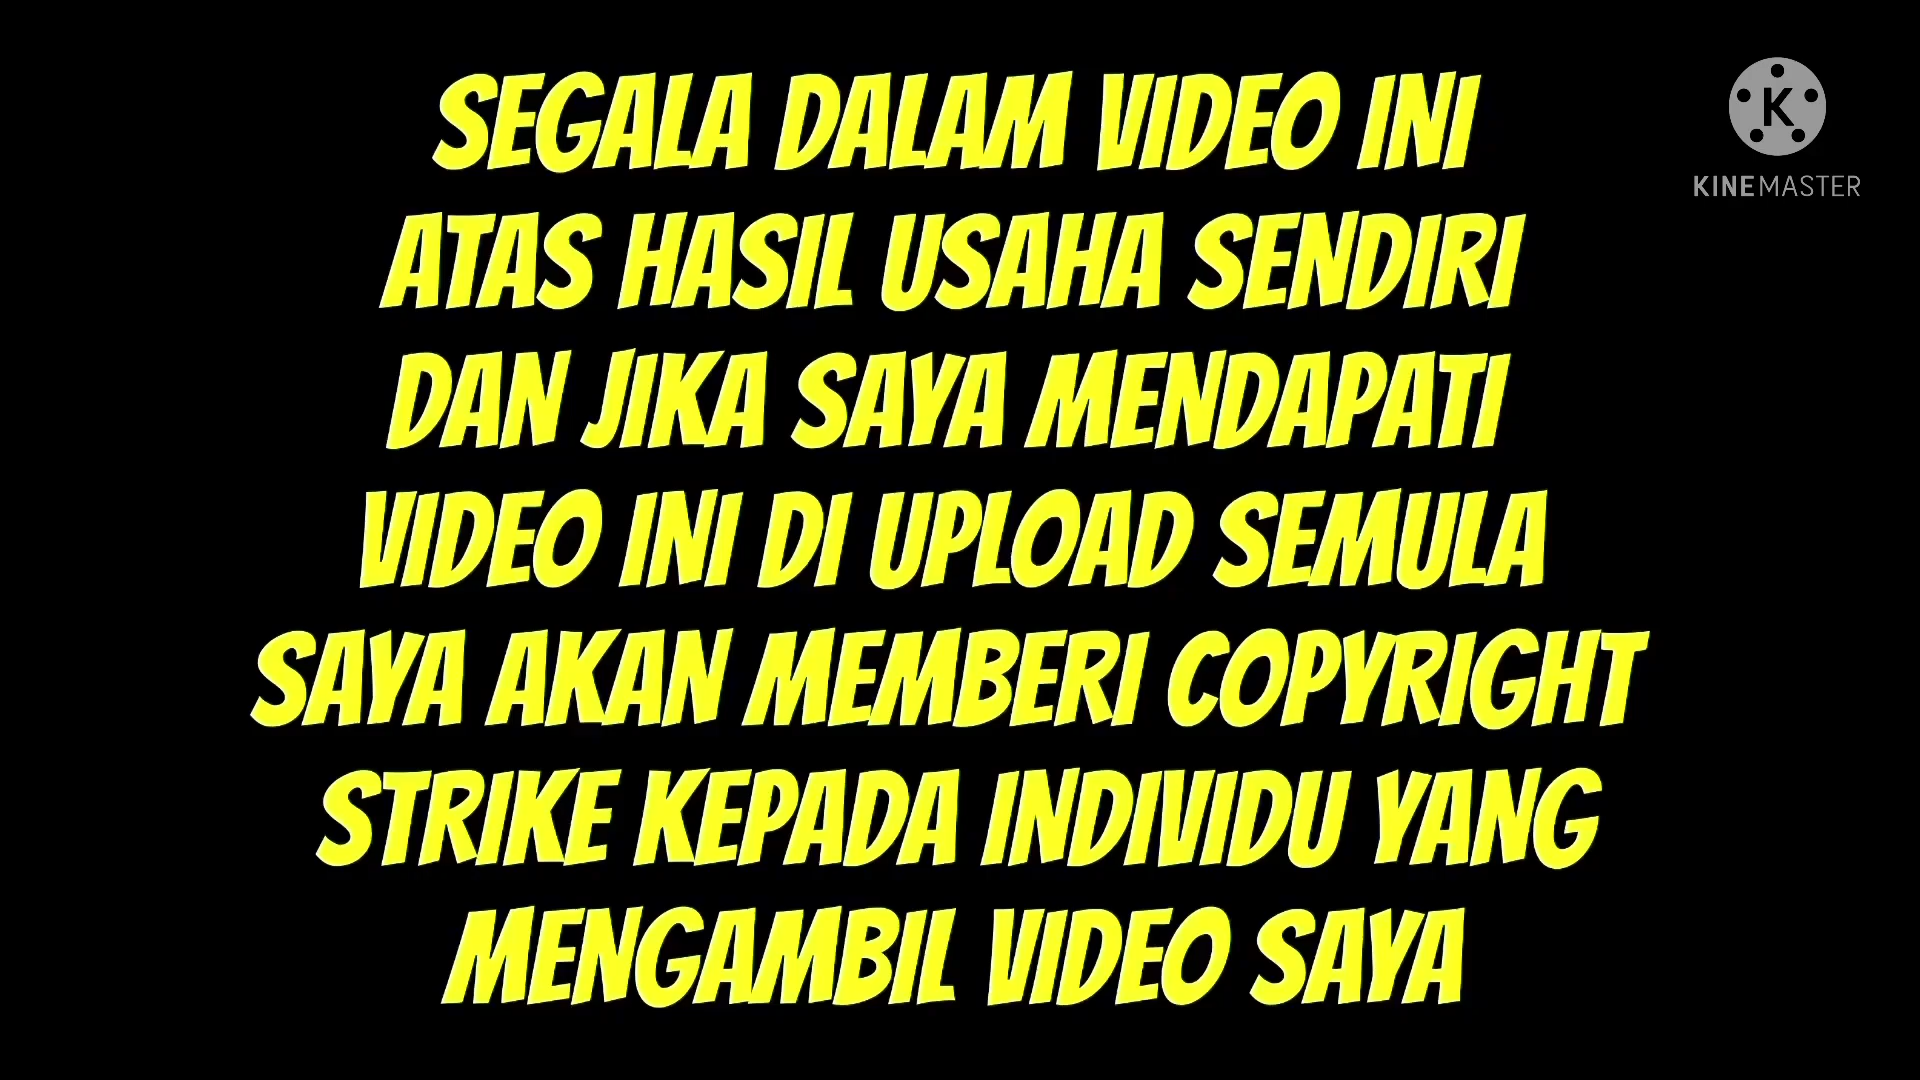 SEGALA DALAM VIDEO INI
ATAS HASIL USAHA SENDIRI
DAN JIKA SAYA MENDAPATI
VIDEO INI DI UPLOAD SEMULA
SAYA AKAN MEMBERI COPYRIGHT
STRIKE KEPADA INDIVIDU YANG
MENGAMBIL VIDEO SAYA
K
KINEMASTER